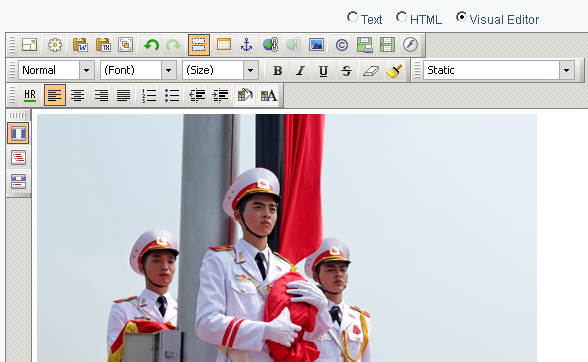 Text HTML Visual Editor
Normal (Font) (Size) B I U S Static
HR